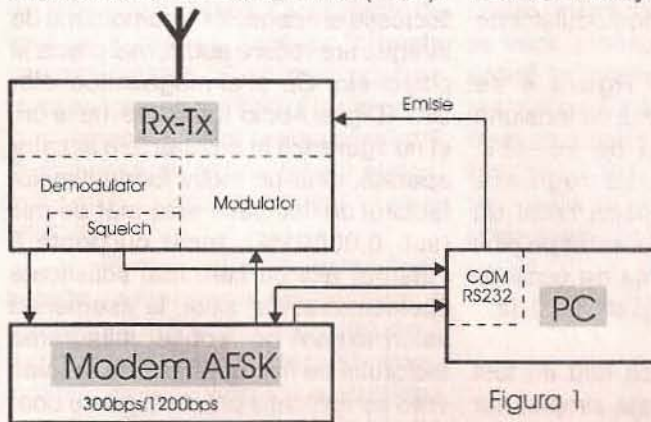 Emisie
Rx-Tx
Demodulator
Modulator
Squelch
COM
RS232
PC
Modem AFSK
300bps/1200bps
Figura 1